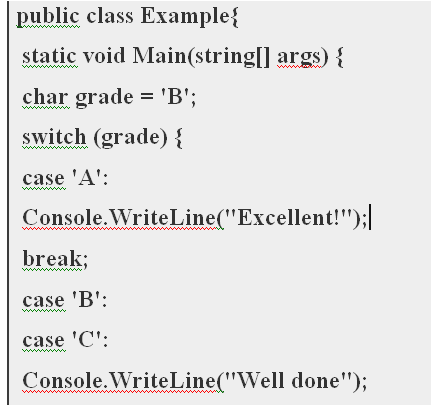 public class Example{
static void Main(string[] args) {
char grade = 'B';
switch (grade) {
case 'A':
Console.WriteLine("Excellent!");
break;
case 'B':
case 'C':
Console.WriteLine("Well done");